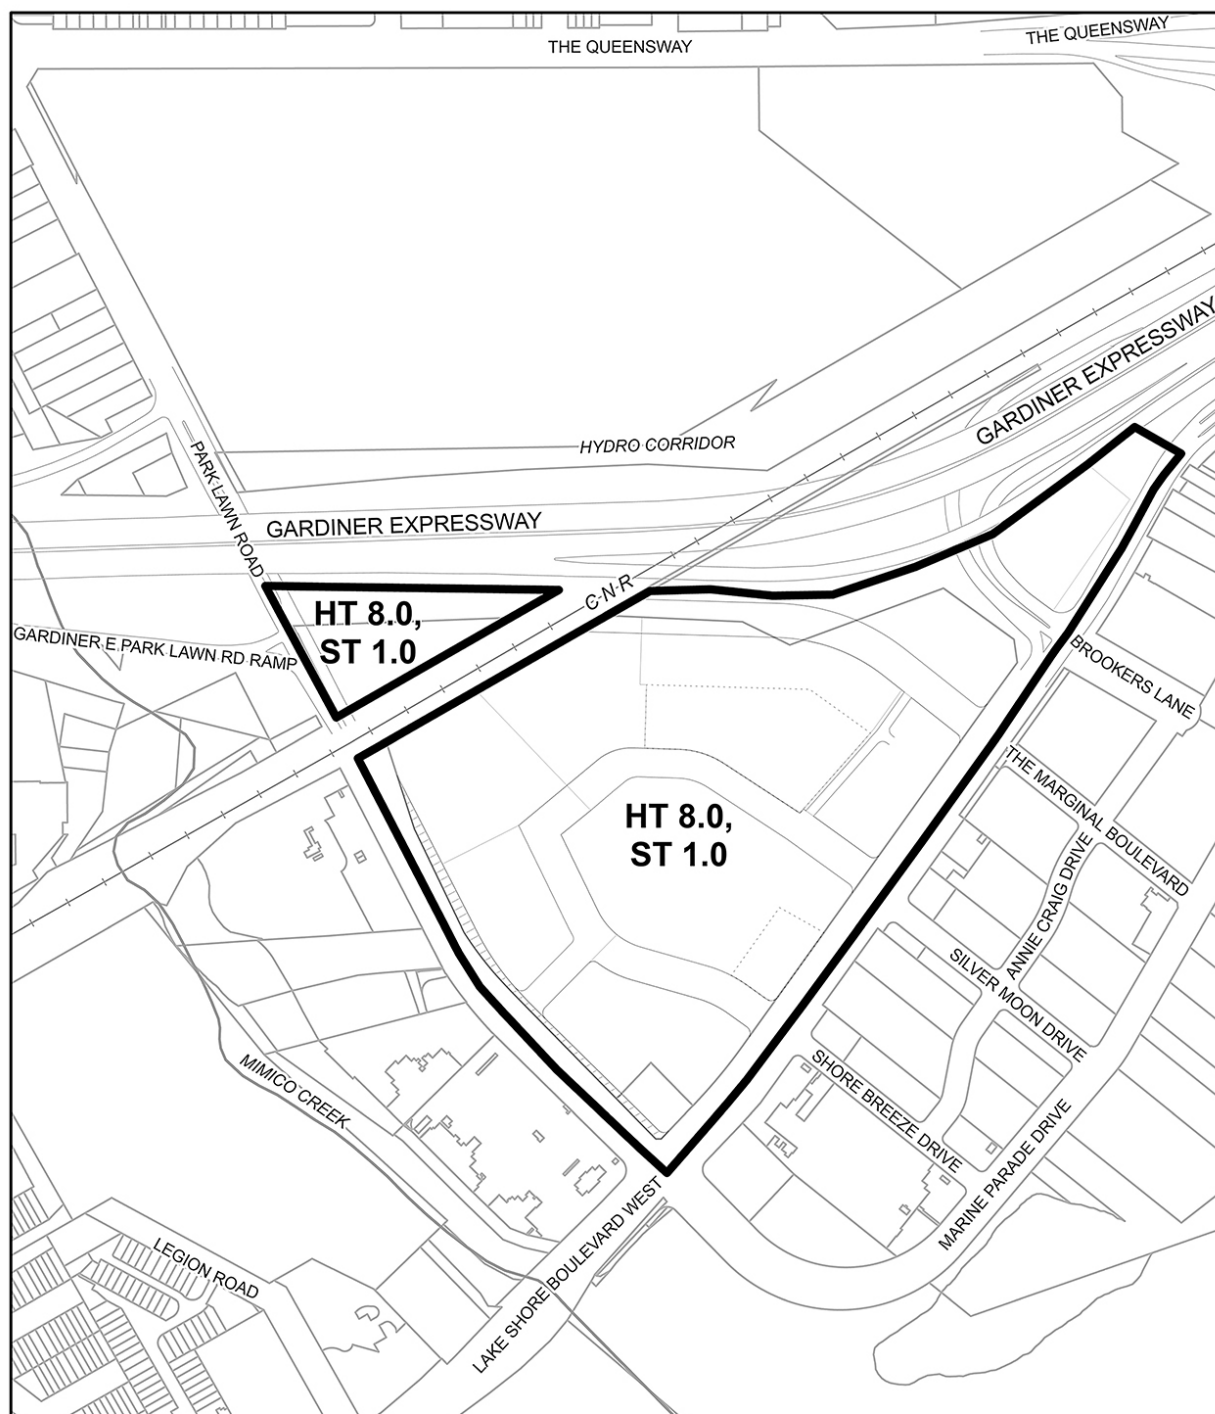 THE QUEENSWAY
THE QUEENSWAY
GARDINER EXPRESSWAY
HYDRO CORRIDOR
PARK LAWN ROAD
GARDINER EXPRESSWAY
C-N-R
HT 8.0,
ST 1.0
GARDINER E PARK LAWN RD RAMP
BROOKERS LANE
THE MARGINAL BOULEVARD
HT 8.0,
ST 1.0
ANNIE CRAIG DRIVE
SILVER MOON DRIVE
SHORE BREEZE DRIVE
MIMICO CREEK
MARINE PARADE DRIVE
LEGION ROAD
LAKE SHORE BOULEVARD WEST